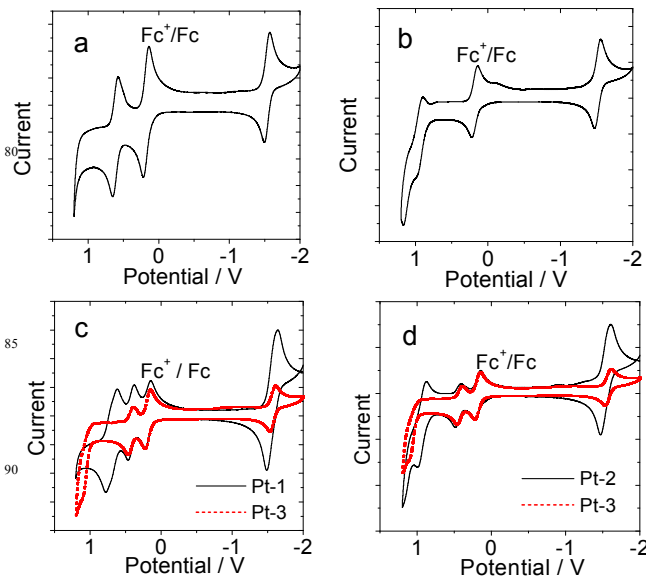 a
Fc⁺/Fc
80
Current
1 0 -1 -2
Potential / V
b
Fc⁺/Fc
Current
1 0 -1 -2
Potential / V
85
c
Fc⁺ / Fc
90
Current
Pt-1
Pt-3
1 0 -1 -2
Potential / V
d
Fc⁺/Fc
Current
Pt-2
Pt-3
1 0 -1 -2
Potential / V